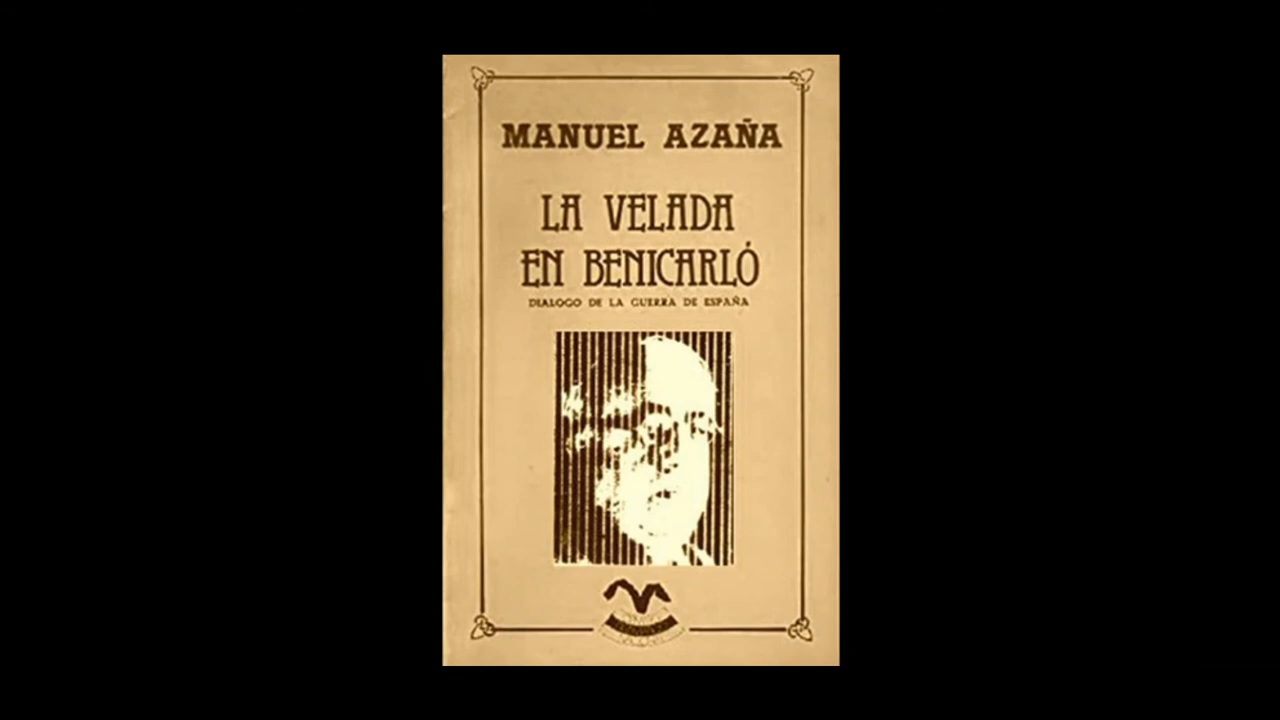 MANUEL AZAÑA
LA VELADA
EN BENICARLÓ
DIALOGO DE LA GUERRA DE ESPAÑA